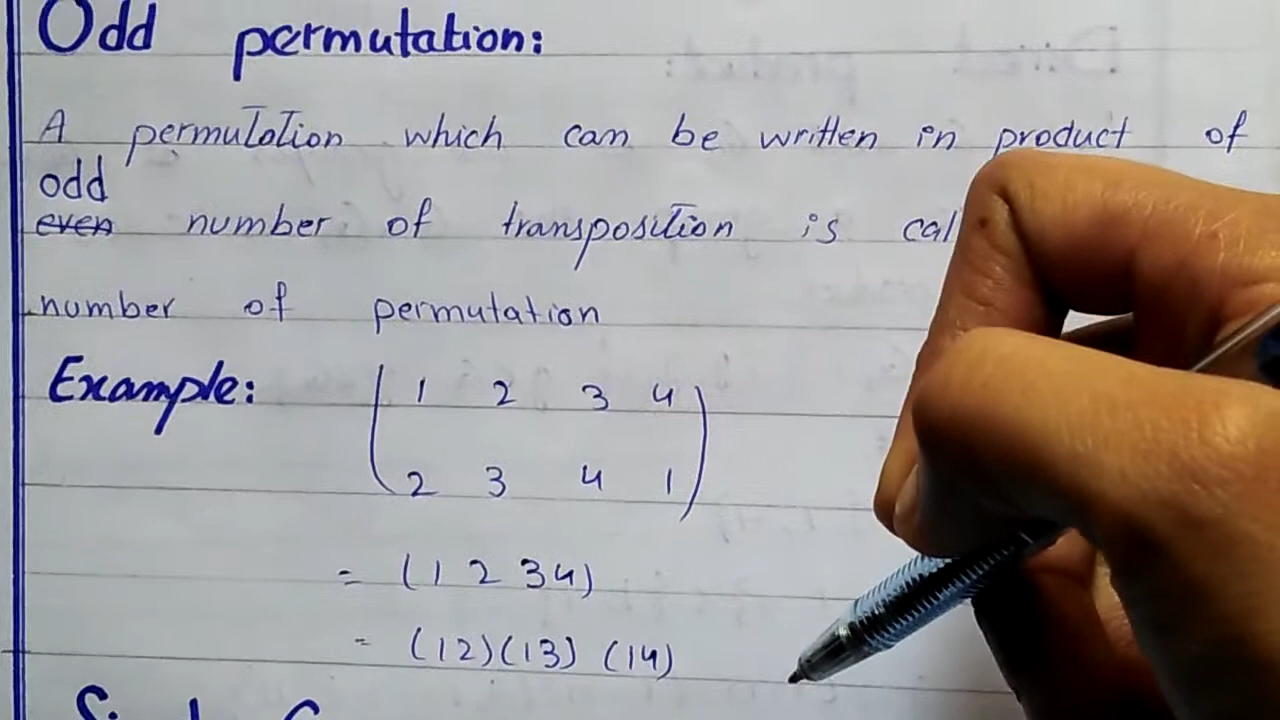 Odd permutation:
A permutation which can be written in product of
odd
even number of transposition is cal
number of permutation
Example: ( 1 2 3 4 )
2 3 4 1
= (1 2 3 4)
= (12)(13) (14)